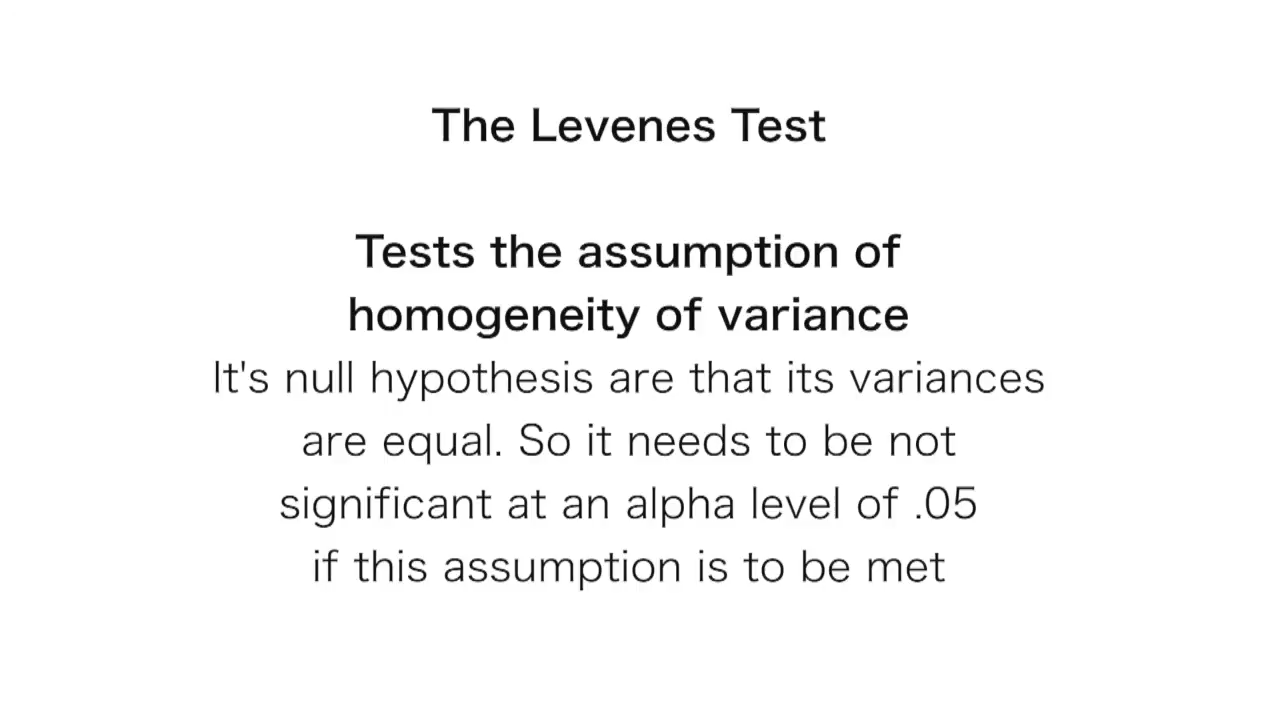 The Levenes Test
Tests the assumption of
homogeneity of variance
It's null hypothesis are that its variances
are equal. So it needs to be not
significant at an alpha level of .05
if this assumption is to be met